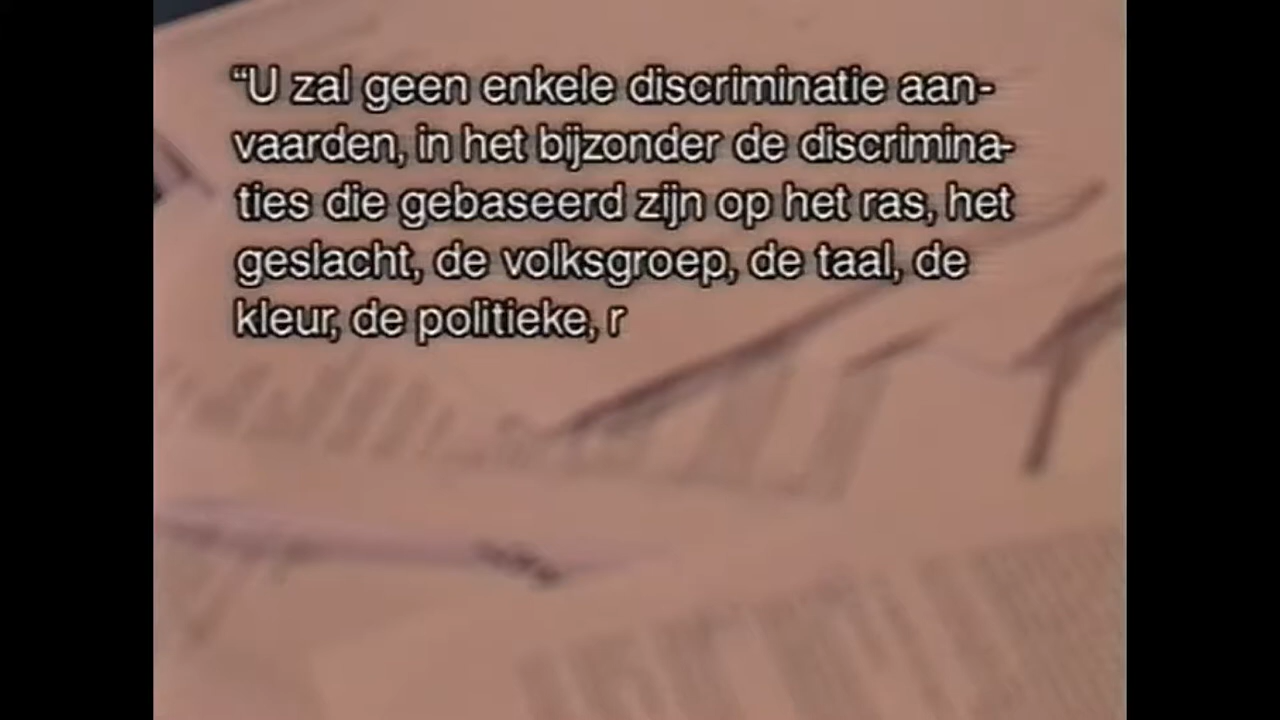 “U zal geen enkele discriminatie aan-
vaarden, in het bijzonder de discrimina-
ties die gebaseerd zijn op het ras, het
geslacht, de volksgroep, de taal, de
kleur, de politieke, r